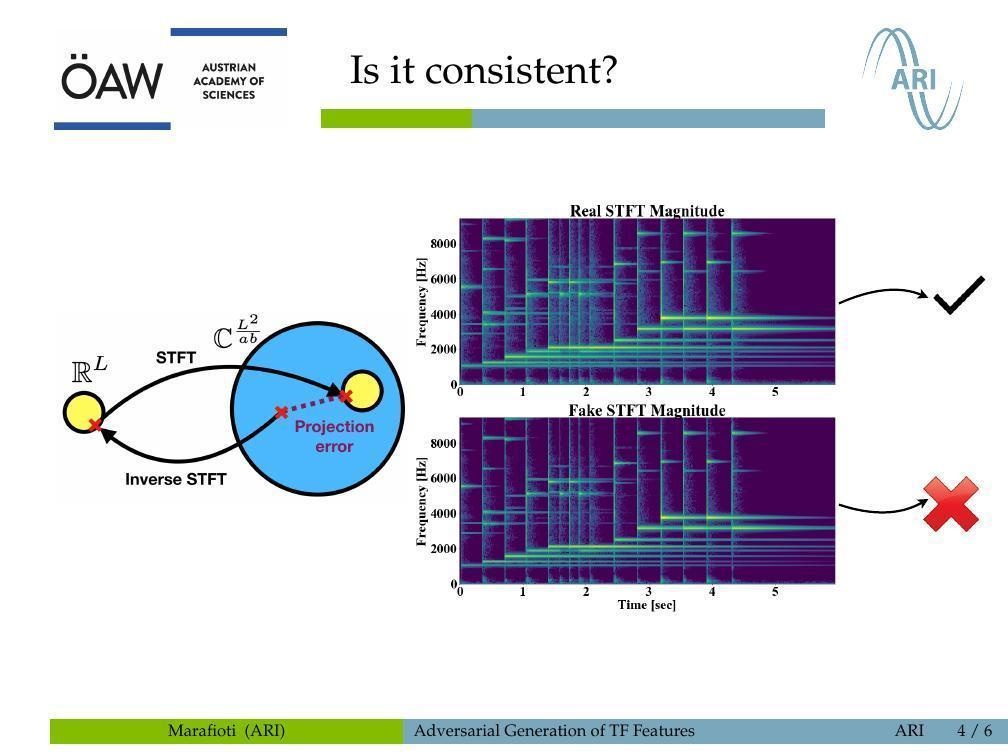 ÖAW
AUSTRIAN
ACADEMY OF
SCIENCES
Is it consistent?
ARI
ℝ^L
STFT
ℂ^{L^2/ab}
Projection
error
Inverse STFT
Real STFT Magnitude
Frequency [Hz]
8000
6000
4000
2000
0
0 1 2 3 4 5
Fake STFT Magnitude
Frequency [Hz]
8000
6000
4000
2000
0
0 1 2 3 4 5
Time [sec]
Marafioti (ARI) Adversarial Generation of TF Features ARI 4 / 6